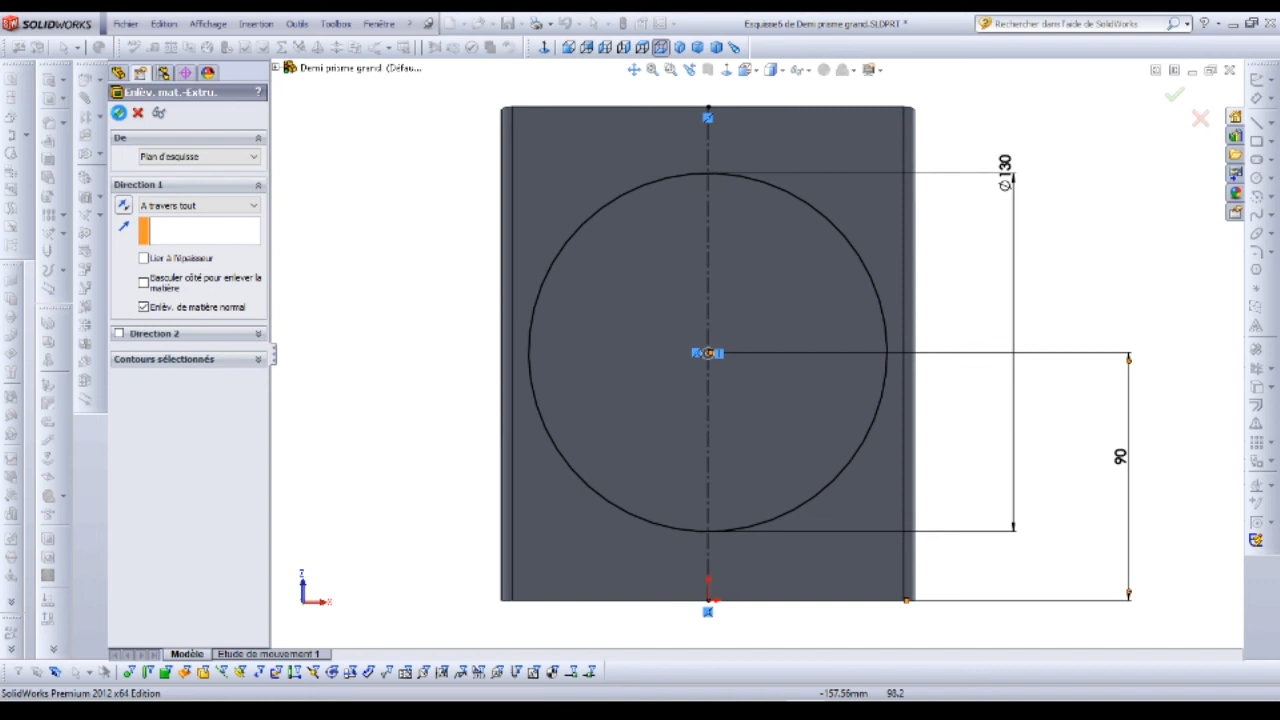 SOLIDWORKS Fichier Edition Affichage Insertion Outils Toolbox Fenêtre ? Esquisse6 de Demi prisme grand.SLDPRT * Rechercher dans l'aide de SolidWorks ?
Demi prisme grand (Défau...
Enlèv. mat.-Extru. ?
De
Plan d'esquisse
Direction 1
A travers tout
Lier à l'épaisseur
Basculer côté pour enlever la
matière
Enlèv. de matière normal
Direction 2
Contours sélectionnés
∅130
90
Z
X
Modèle Etude de mouvement 1
SolidWorks Premium 2012 x64 Edition -157.56mm 98.2